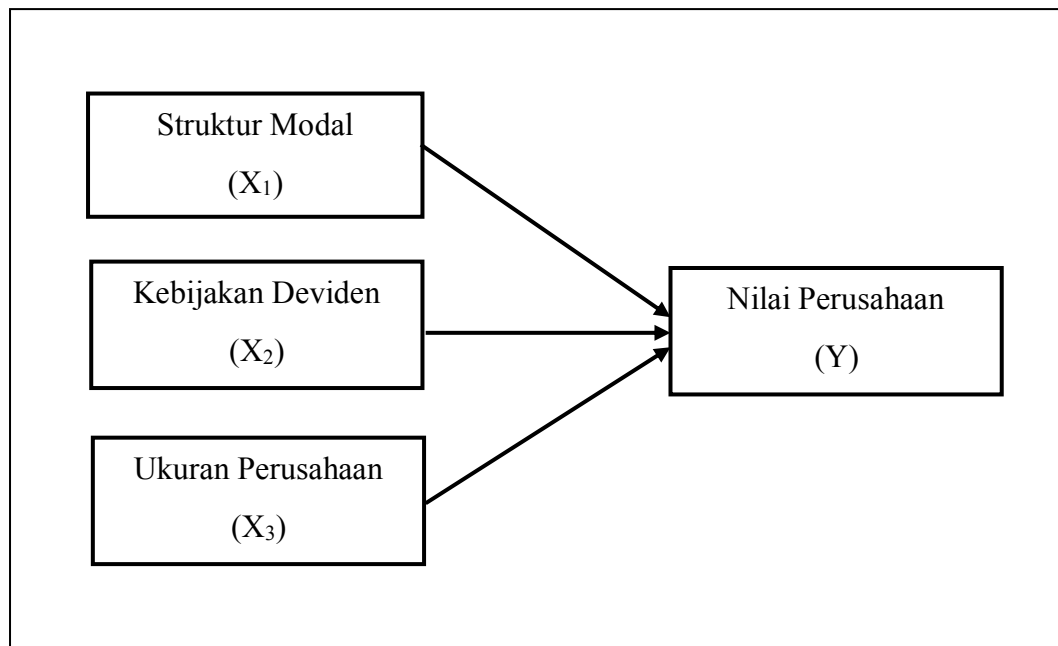 Struktur Modal
(X₁)
Kebijakan Deviden
(X₂)
Ukuran Perusahaan
(X₃)
Nilai Perusahaan
(Y)